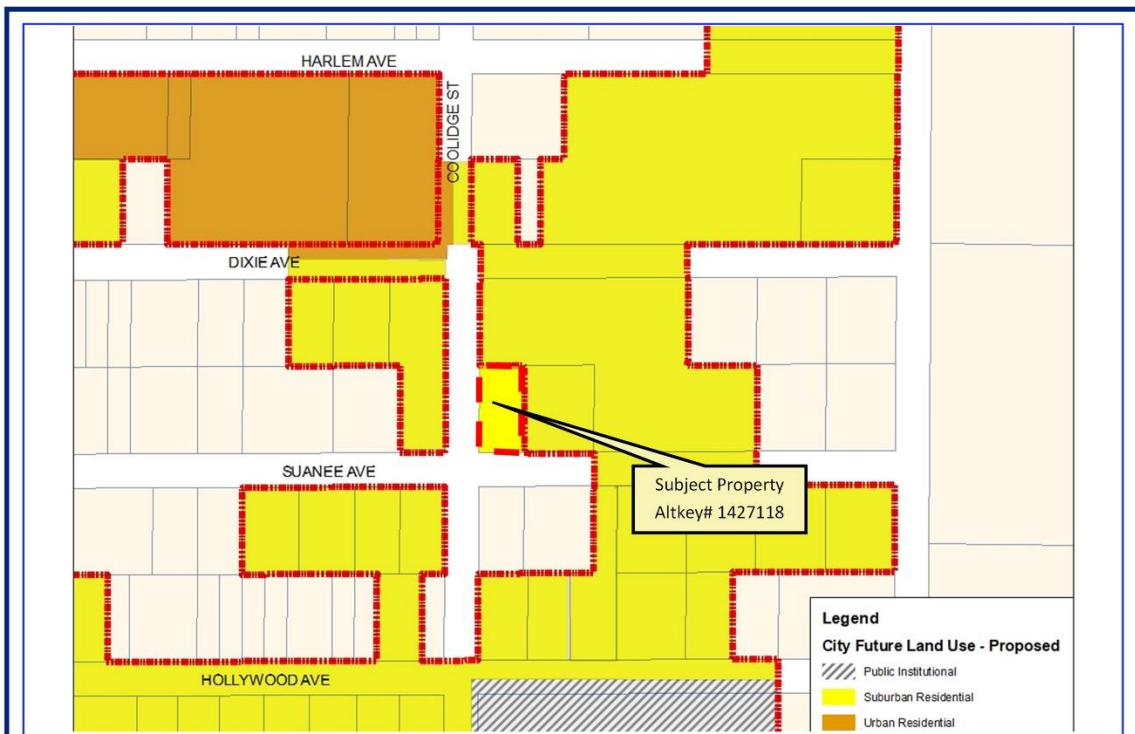 HARLEM AVE
COOLIDGE ST
DIXIE AVE
SUANEE AVE
Subject Property
Altkey# 1427118
HOLLYWOOD AVE
Legend
City Future Land Use - Proposed
Public Institutional
Suburban Residential
Urban Residential